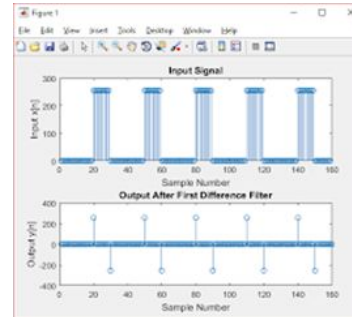 Figure 1
File Edit View Insert Tools Desktop Window Help
Input Signal
300
200
100
0
Input x[n]
0 20 40 60 80 100 120 140 160
Sample Number
Output After First Difference Filter
400
200
0
-200
-400
Output y[n]
0 20 40 60 80 100 120 140 160
Sample Number